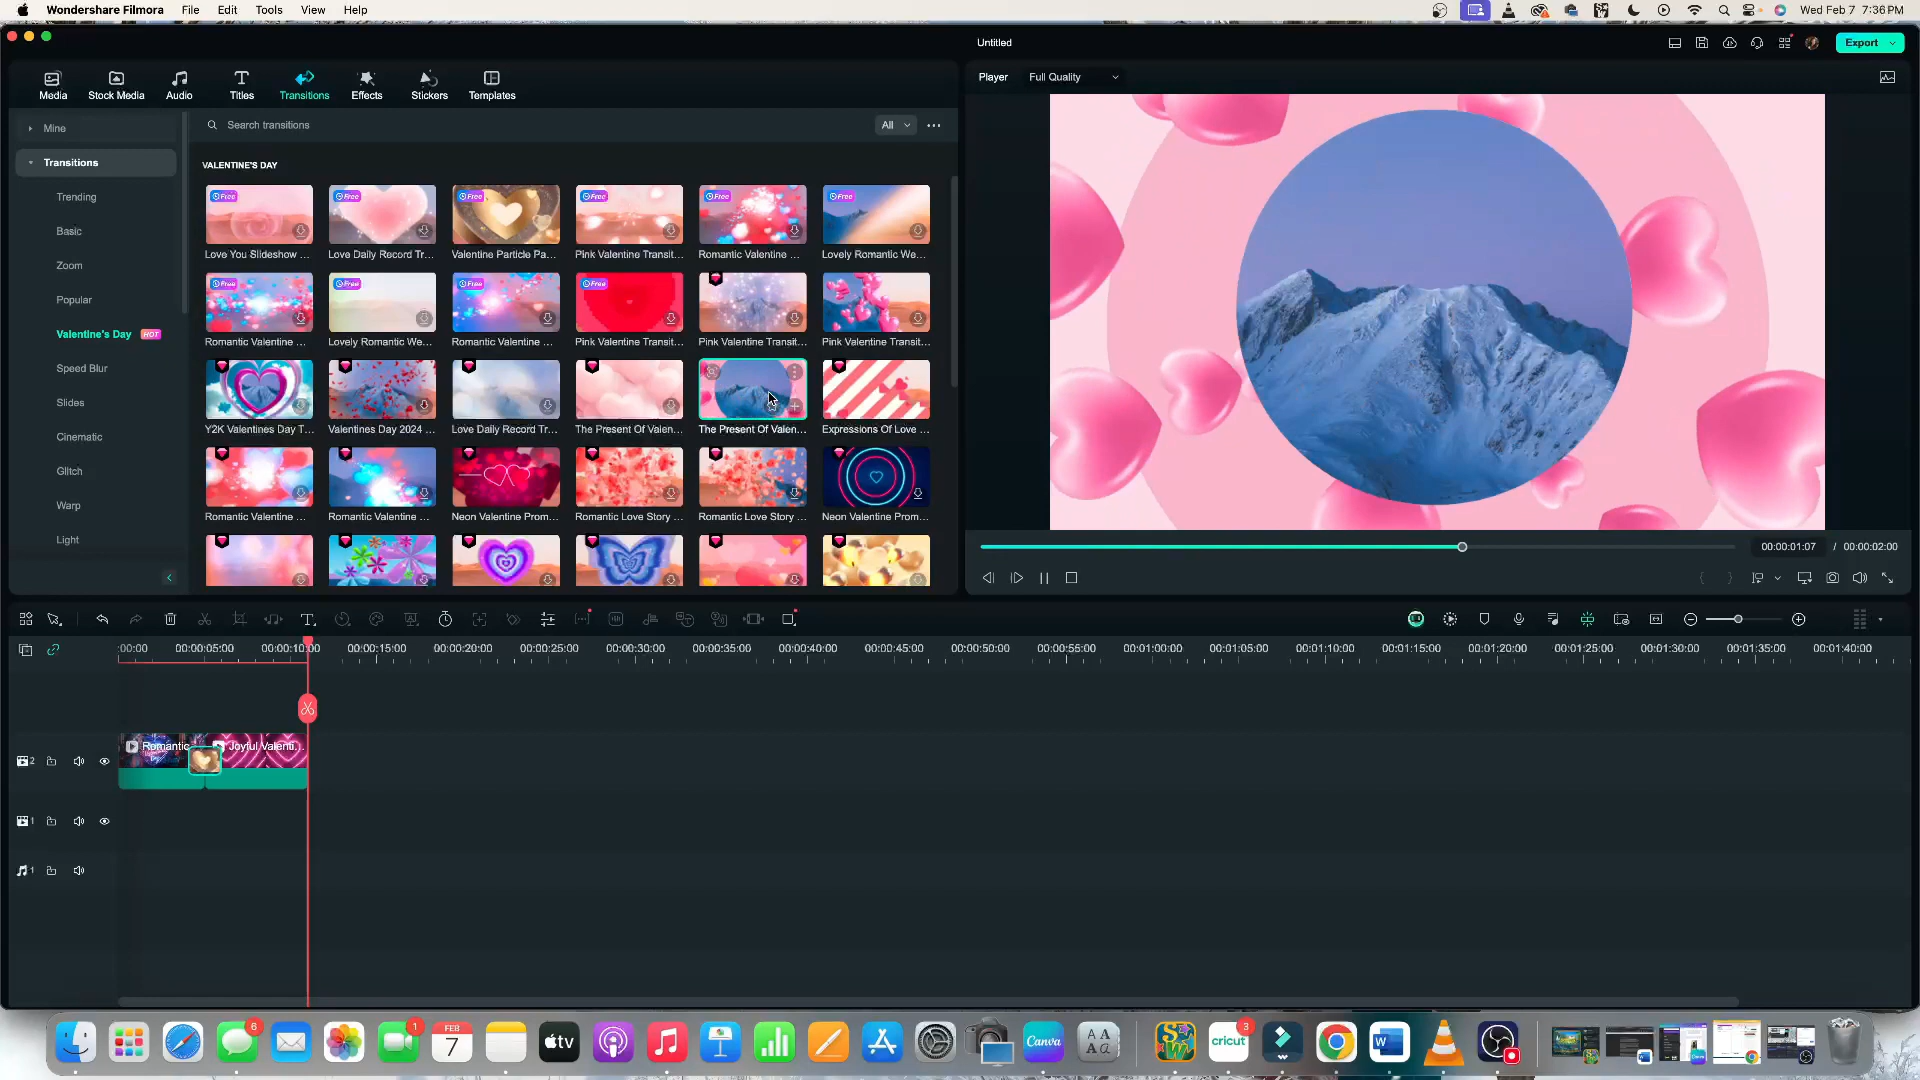 Wondershare Filmora File Edit Tools View Help
Wed Feb 7 7:36PM
Untitled
Export
Media Stock Media Audio Titles Transitions Effects Stickers Templates
Player Full Quality
Mine
Search transitions
All
Transitions
VALENTINE'S DAY
Trending
Basic
Zoom
Popular
Valentine's Day HOT
Speed Blur
Slides
Cinematic
Glitch
Warp
Light
Free Free Free Free Free Free
Love You Slideshow ... Love Daily Record Tr... Valentine Particle Pa... Pink Valentine Transit... Romantic Valentine ... Lovely Romantic We...
Free Free Free Free
Romantic Valentine ... Lovely Romantic We... Romantic Valentine ... Pink Valentine Transit... Pink Valentine Transit... Pink Valentine Transit...
Y2K Valentines Day T... Valentines Day 2024 ... Love Daily Record Tr... The Present Of Valen... The Present Of Valen... Expressions Of Love ...
Romantic Valentine ... Romantic Valentine ... Neon Valentine Prom... Romantic Love Story ... Romantic Love Story ... Neon Valentine Prom...
00:00:01:07 / 00:00:02:00
:00:00 00:00:05:00 00:00:10:00 00:00:15:00 00:00:20:00 00:00:25:00 00:00:30:00 00:00:35:00 00:00:40:00 00:00:45:00 00:00:50:00 00:00:55:00 00:01:00:00 00:01:05:00 00:01:10:00 00:01:15:00 00:01:20:00 00:01:25:00 00:01:30:00 00:01:35:00 00:01:40:00
Romantic Joyful Valenti...
2
1
1
6
1
FEB
7
tv
Canva
cricut
3
W